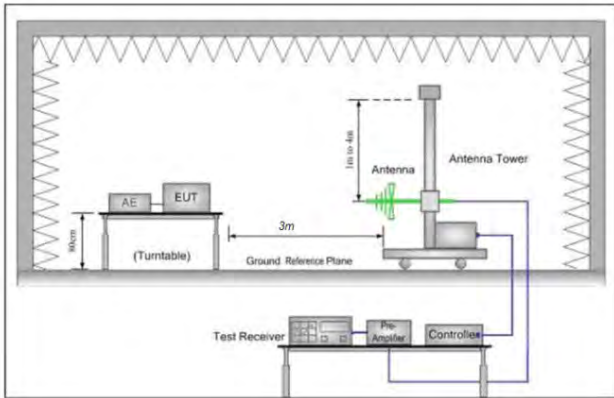 1m to 4m
Antenna
Antenna Tower
AE
EUT
80cm
3m
(Turntable)
Ground Reference Plane
Test Receiver
Pre-
Amplifier
Controller